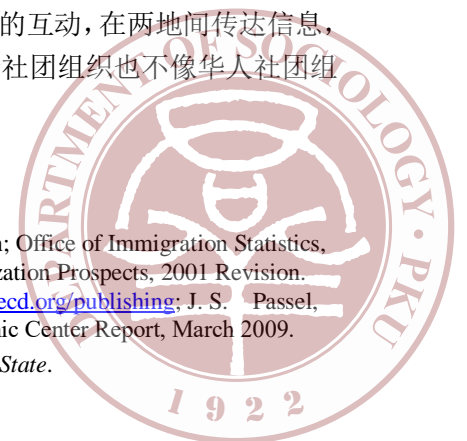 的互动，在两地间传达信息，
社团组织也不像华人社团组
; Office of Immigration Statistics,
zation Prospects, 2001 Revision.
ecd.org/publishing; J. S. Passel,
ic Center Report, March 2009.
State.
DEPARTMENT OF SOCIOLOGY · PKU
1922